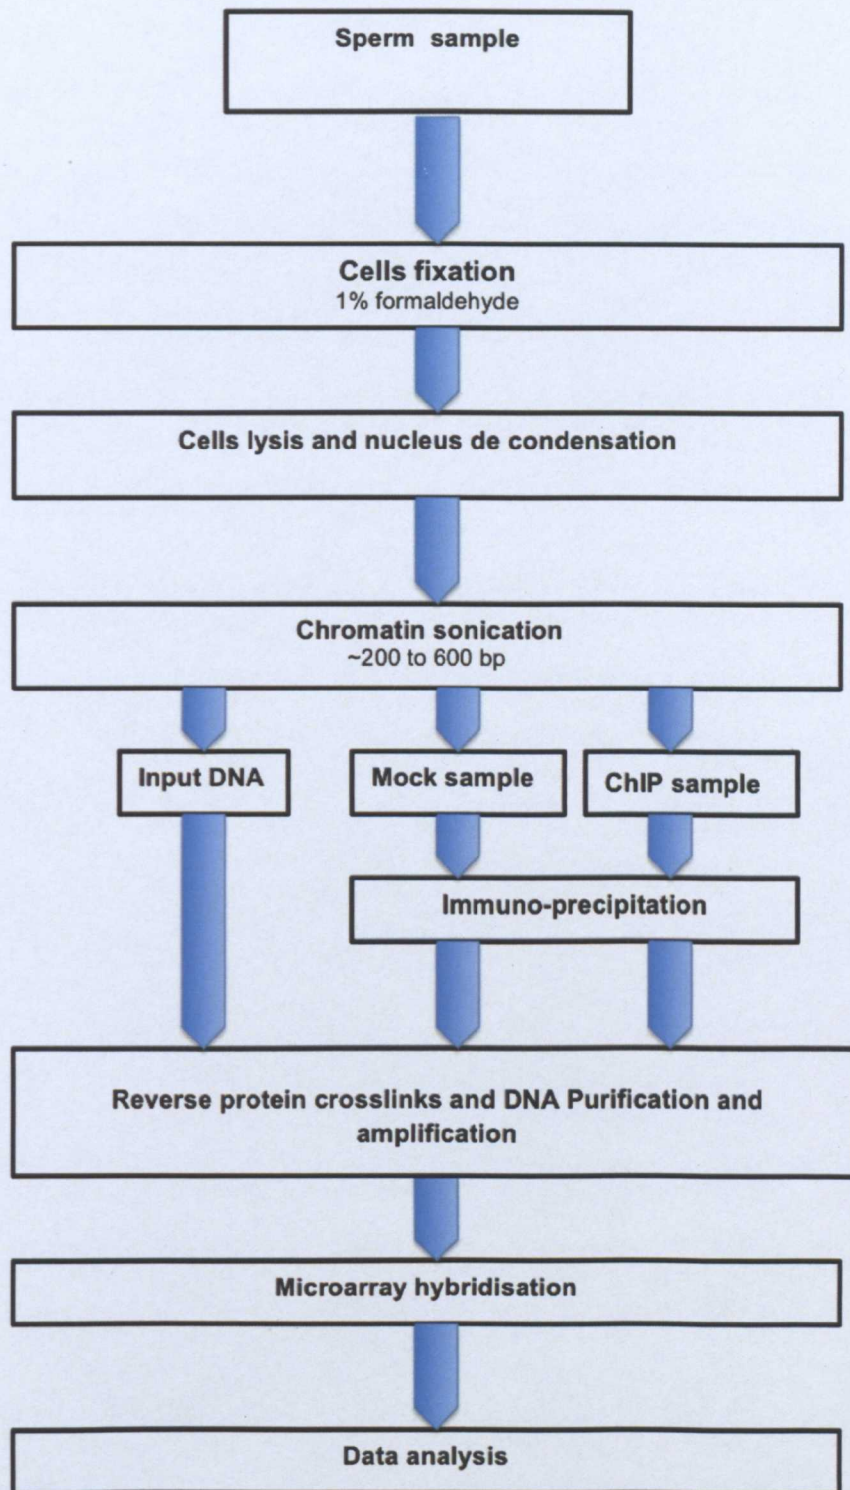 Sperm sample
Cells fixation
1% formaldehyde
Cells lysis and nucleus de condensation
Chromatin sonication
~200 to 600 bp
Input DNA
Mock sample
ChIP sample
Immuno-precipitation
Reverse protein crosslinks and DNA Purification and
amplification
Microarray hybridisation
Data analysis